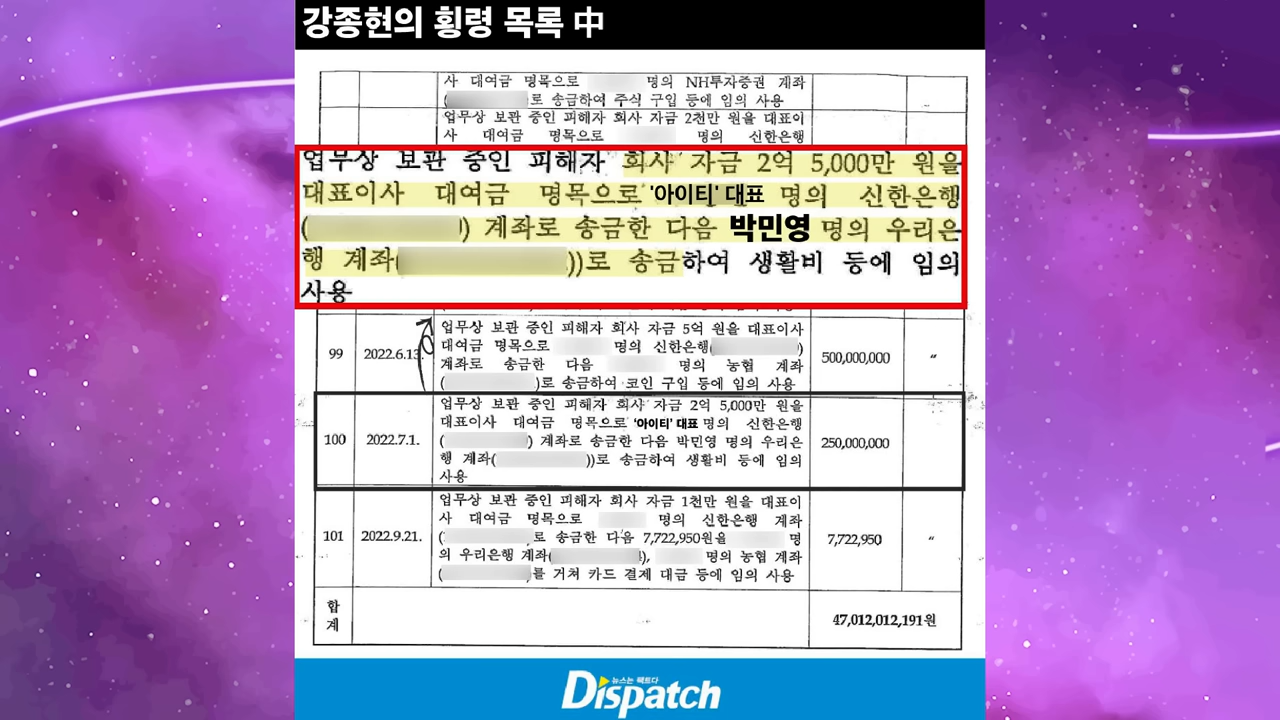 강종현의 횡령 목록 中
사 대여금 명목으로 명의 NH투자증권 계좌
( 로 송금하여 주식 구입 등에 임의 사용
업무상 보관 중인 피해자 회사 자금 2천만 원을 대표이
사 대여금 명목으로 명의 신한은행
업무상 보관 중인 피해자 회사 자금 2억 5,000만 원을
대표이사 대여금 명목으로 '아이티' 대표 명의 신한은행
( ) 계좌로 송금한 다음 박민영 명의 우리은
행 계좌( ))로 송금하여 생활비 등에 임의
사용
99 2022.6.13. 업무상 보관 중인 피해자 회사 자금 5억 원을 대표이사
대여금 명목으로 명의 신한은행( )
계좌로 송금한 다음 명의 농협 계좌 500,000,000 〃
( )로 송금하여 코인 구입 등에 임의 사용
업무상 보관 중인 피해자 회사 자금 2억 5,000만 원을
대표이사 대여금 명목으로 '아이티' 대표 명의 신한은행
100 2022.7.1. ( ) 계좌로 송금한 다음 박민영 명의 우리은 250,000,000 〃
행 계좌( ))로 송금하여 생활비 등에 임의
사용
업무상 보관 중인 피해자 회사 자금 1천만 원을 대표이
사 대여금 명목으로 명의 신한은행 계좌
101 2022.9.21. ( 로 송금한 다음 7,722,950원을 명 7,722,950 〃
의 우리은행 계좌( ), 명의 농협 계좌
( )를 거쳐 카드 결제 대금 등에 임의 사용
합계 47,012,012,191원
뉴스는 팩트다
Dispatch